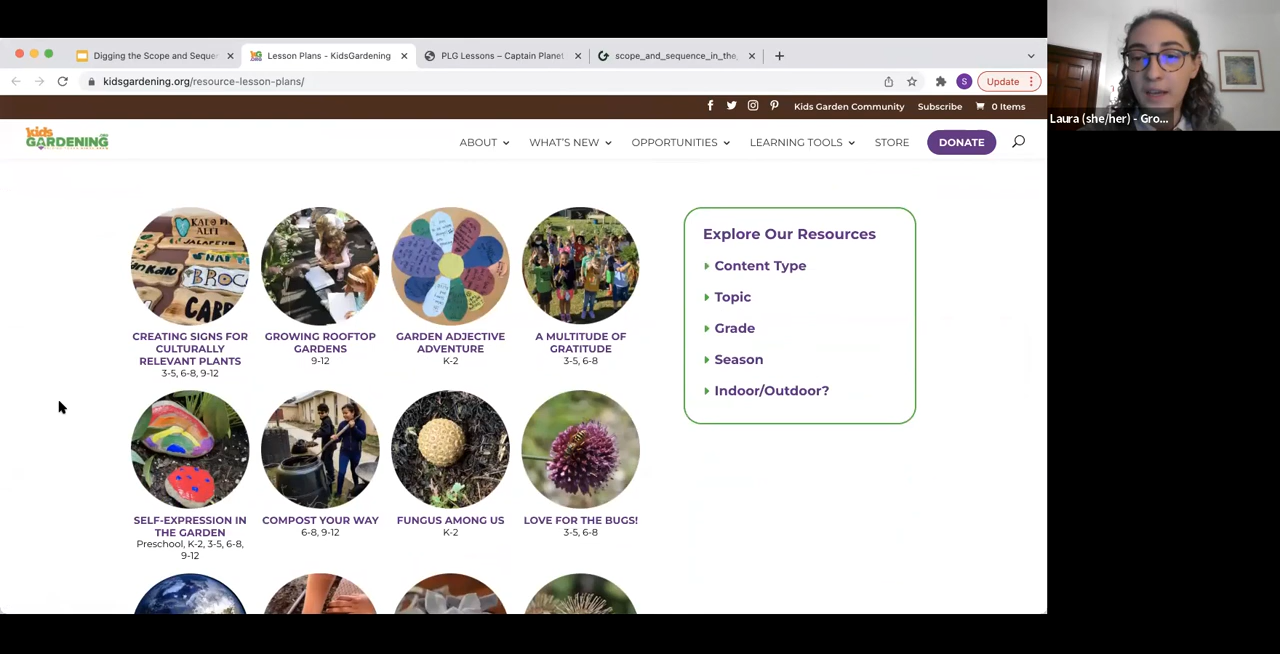 Digging the Scope and Seque
Lesson Plans - KidsGardening
PLG Lessons – Captain Planet
scope_and_sequence_in_the_
kidsgardening.org/resource-lesson-plans/
S
Update
Kids Garden Community Subscribe 0 Items
kids
GARDENING
ABOUT WHAT'S NEW OPPORTUNITIES LEARNING TOOLS STORE DONATE
CREATING SIGNS FOR
CULTURALLY
RELEVANT PLANTS
3-5, 6-8, 9-12
GROWING ROOFTOP
GARDENS
9-12
GARDEN ADJECTIVE
ADVENTURE
K-2
A MULTITUDE OF
GRATITUDE
3-5, 6-8
SELF-EXPRESSION IN
THE GARDEN
Preschool, K-2, 3-5, 6-8,
9-12
COMPOST YOUR WAY
6-8, 9-12
FUNGUS AMONG US
K-2
LOVE FOR THE BUGS!
3-5, 6-8
Explore Our Resources
Content Type
Topic
Grade
Season
Indoor/Outdoor?
Laura (she/her) - Gro...